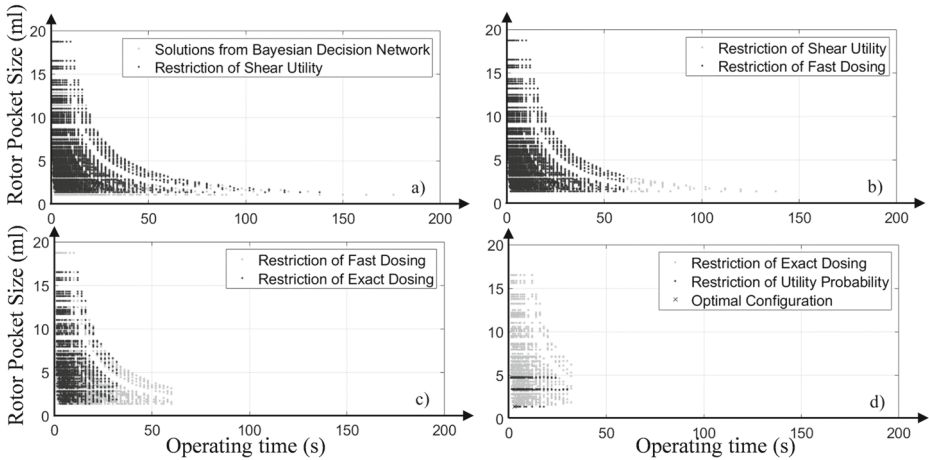 Rotor Pocket Size (ml)
20
15
10
5
0
Solutions from Bayesian Decision Network
Restriction of Shear Utility
a)
0 50 100 150 200
20
15
10
5
0
Restriction of Shear Utility
Restriction of Fast Dosing
b)
0 50 100 150 200
Rotor Pocket Size (ml)
20
15
10
5
0
Restriction of Fast Dosing
Restriction of Exact Dosing
c)
0 50 100 150 200
Operating time (s)
20
15
10
5
0
Restriction of Exact Dosing
Restriction of Utility Probability
Optimal Configuration
d)
0 50 100 150 200
Operating time (s)